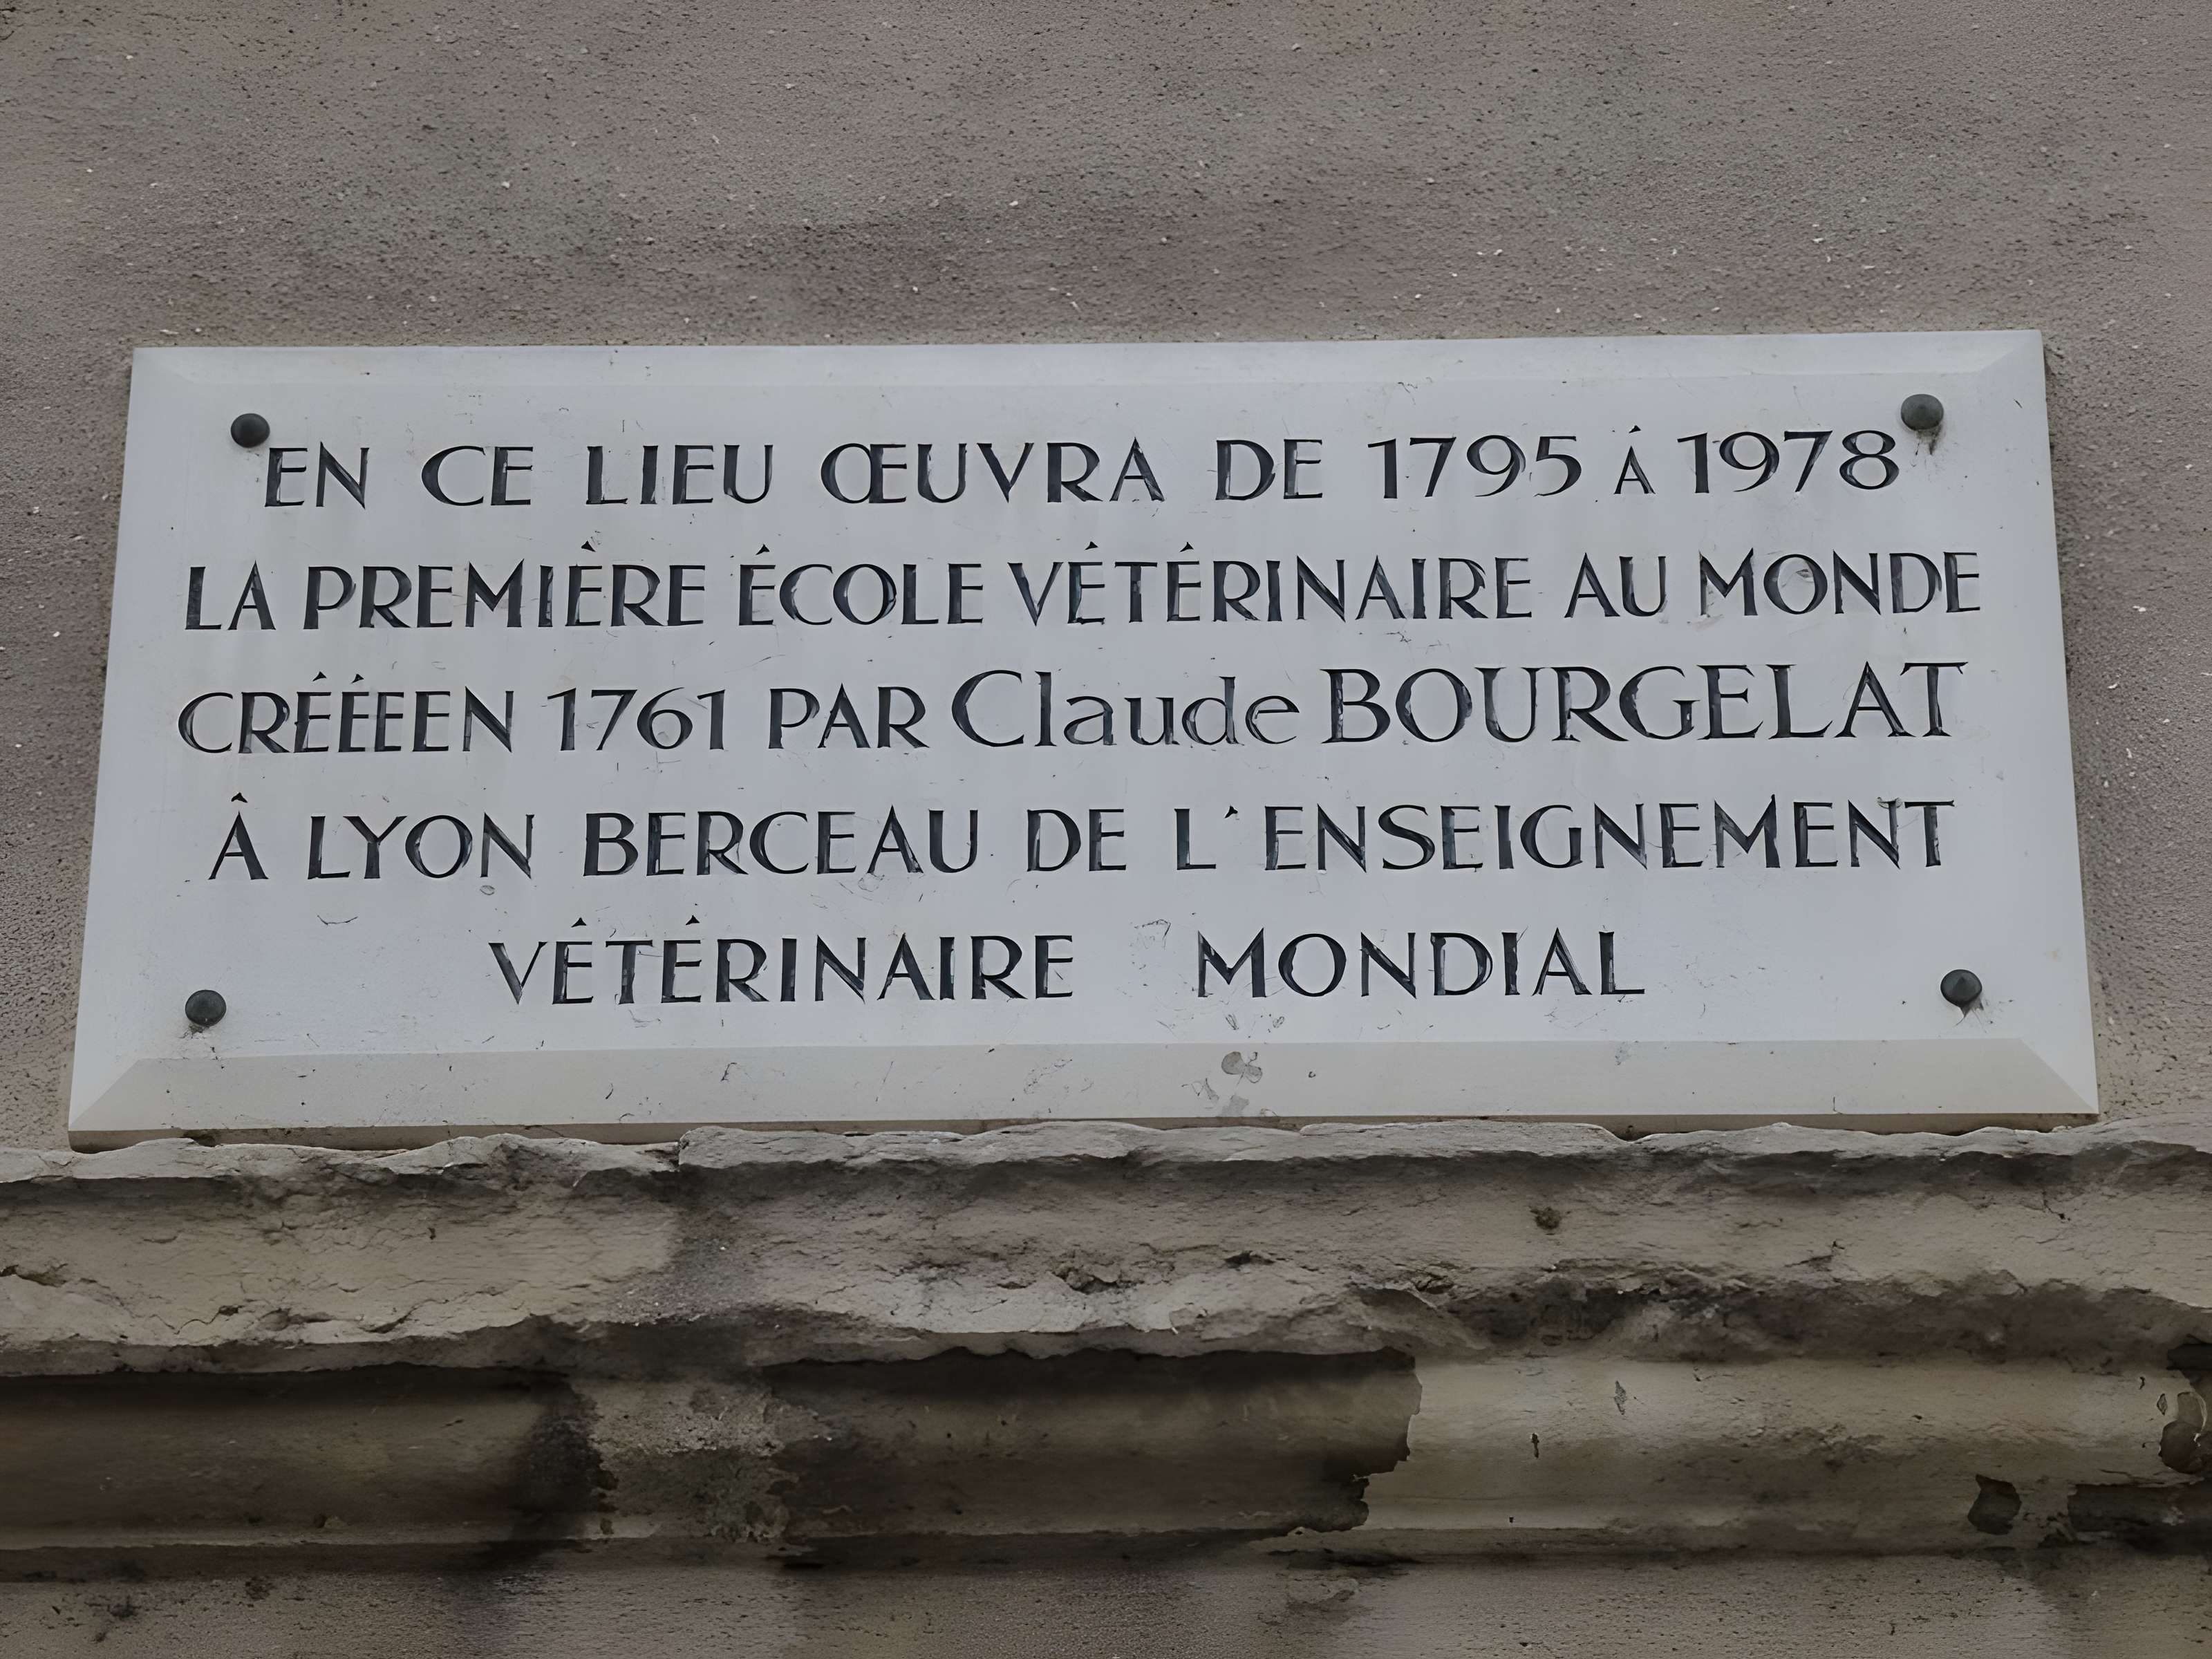 EN CE LIEU ŒUVRA DE 1795 À 1978
LA PREMIÈRE ÉCOLE VÉTÉRINAIRE AU MONDE
CRÉÉEEN 1761 PAR Claude BOURGELAT
À LYON BERCEAU DE L'ENSEIGNEMENT
VÉTÉRINAIRE MONDIAL